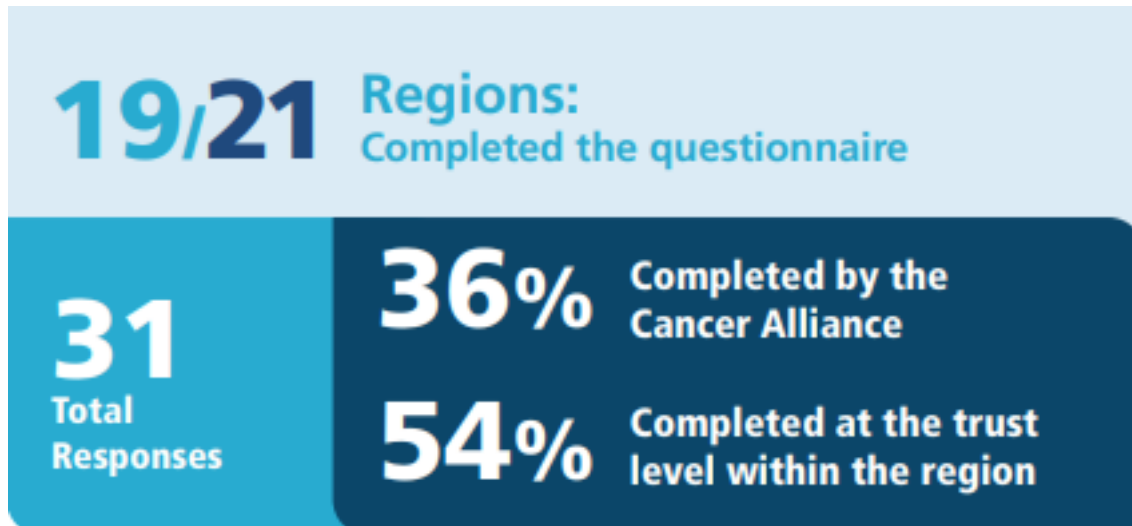 19/21 Regions:
Completed the questionnaire
31
Total
Responses
36% Completed by the
Cancer Alliance
54% Completed at the trust
level within the region